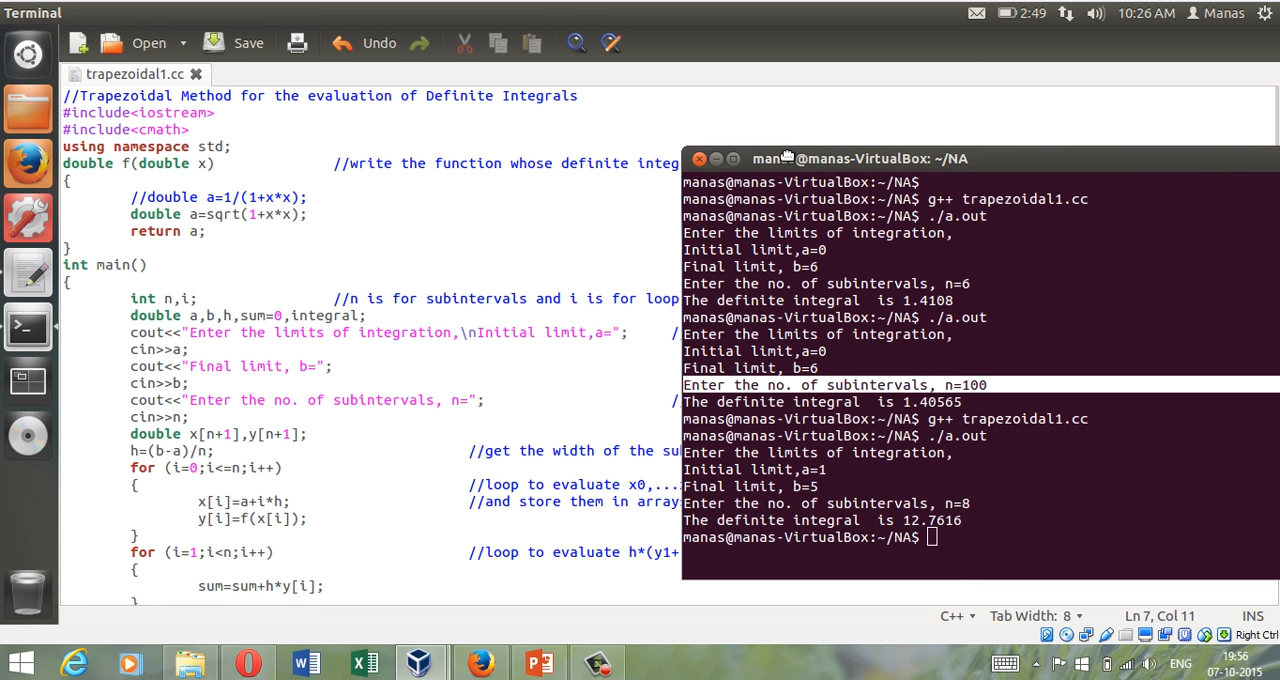 Terminal
2:49
10:26 AM
Manas
Open
Save
Undo
trapezoidal1.cc
//Trapezoidal Method for the evaluation of Definite Integrals
#include<iostream>
#include<cmath>
using namespace std;
double f(double x) //write the function whose definite integ
{
//double a=1/(1+x*x);
double a=sqrt(1+x*x);
return a;
}
int main()
{
int n,i; //n is for subintervals and i is for loop
double a,b,h,sum=0,integral;
cout<<"Enter the limits of integration,\nInitial limit,a="; /
cin>>a;
cout<<"Final limit, b=";
cin>>b;
cout<<"Enter the no. of subintervals, n="; /
cin>>n;
double x[n+1],y[n+1];
h=(b-a)/n; //get the width of the su
for (i=0;i<=n;i++)
{ //loop to evaluate x0,...
x[i]=a+i*h; //and store them in array
y[i]=f(x[i]);
}
for (i=1;i<n;i++) //loop to evaluate h*(y1+
{
sum=sum+h*y[i];
}
manas@manas-VirtualBox: ~/NA
manas@manas-VirtualBox:~/NA$
manas@manas-VirtualBox:~/NA$ g++ trapezoidal1.cc
manas@manas-VirtualBox:~/NA$ ./a.out
Enter the limits of integration,
Initial limit,a=0
Final limit, b=6
Enter the no. of subintervals, n=6
The definite integral  is 1.4108
manas@manas-VirtualBox:~/NA$ ./a.out
Enter the limits of integration,
Initial limit,a=0
Final limit, b=6
Enter the no. of subintervals, n=100
The definite integral  is 1.40565
manas@manas-VirtualBox:~/NA$ g++ trapezoidal1.cc
manas@manas-VirtualBox:~/NA$ ./a.out
Enter the limits of integration,
Initial limit,a=1
Final limit, b=5
Enter the no. of subintervals, n=8
The definite integral  is 12.7616
manas@manas-VirtualBox:~/NA$
C++ Tab Width: 8 Ln 7, Col 11 INS
Right Ctrl
ENG
19:56
07-10-2015